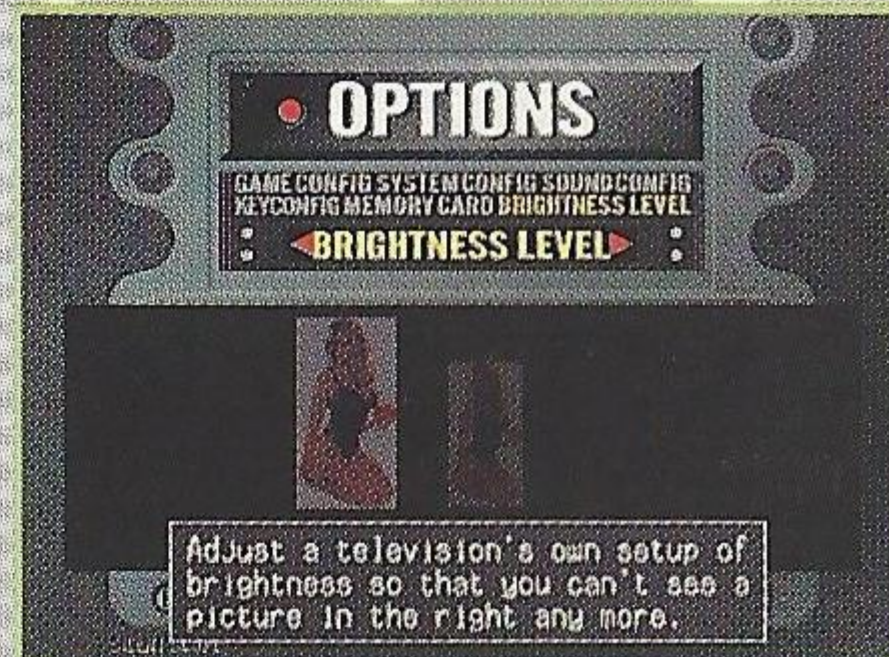 OPTIONS
GAME CONFIG SYSTEM CONFIG SOUND CONFIG
KEYCONFIG MEMORY CARD BRIGHTNESS LEVEL
BRIGHTNESS LEVEL
Adjust a television's own setup of
brightness so that you can't see a
picture in the right any more.